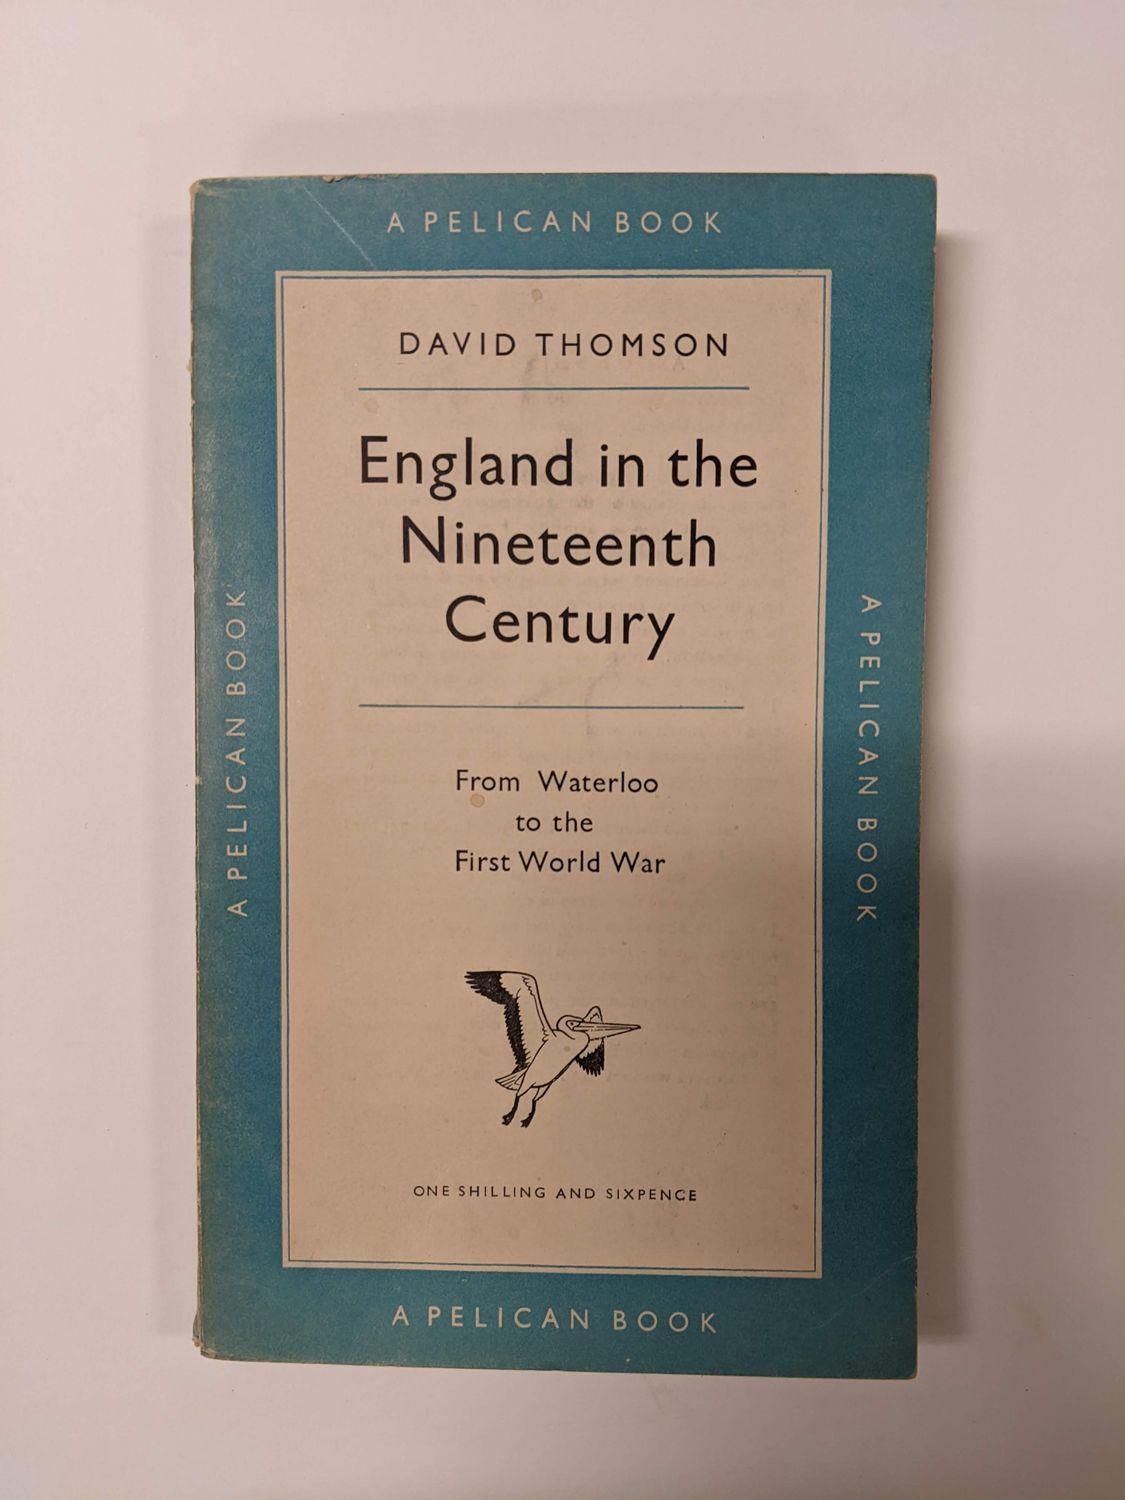 A PELICAN BOOK
DAVID THOMSON
England in the
Nineteenth
Century
From Waterloo
to the
First World War
ONE SHILLING AND SIXPENCE
A PELICAN BOOK
A PELICAN BOOK
A PELICAN BOOK